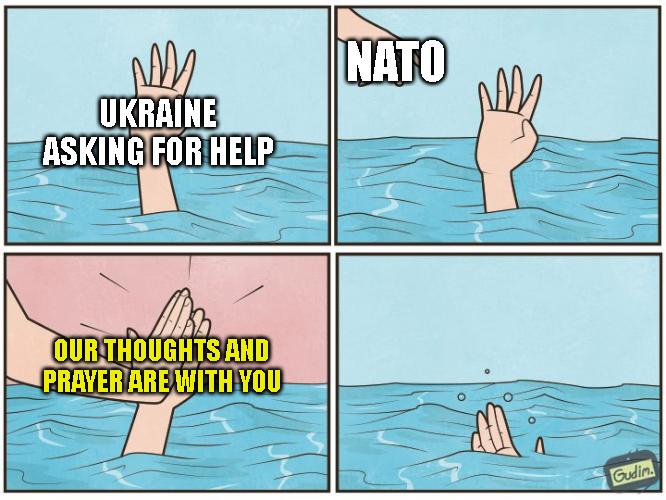 UKRAINE
ASKING FOR HELP
NATO
OUR THOUGHTS AND
PRAYER ARE WITH YOU
Gudim.